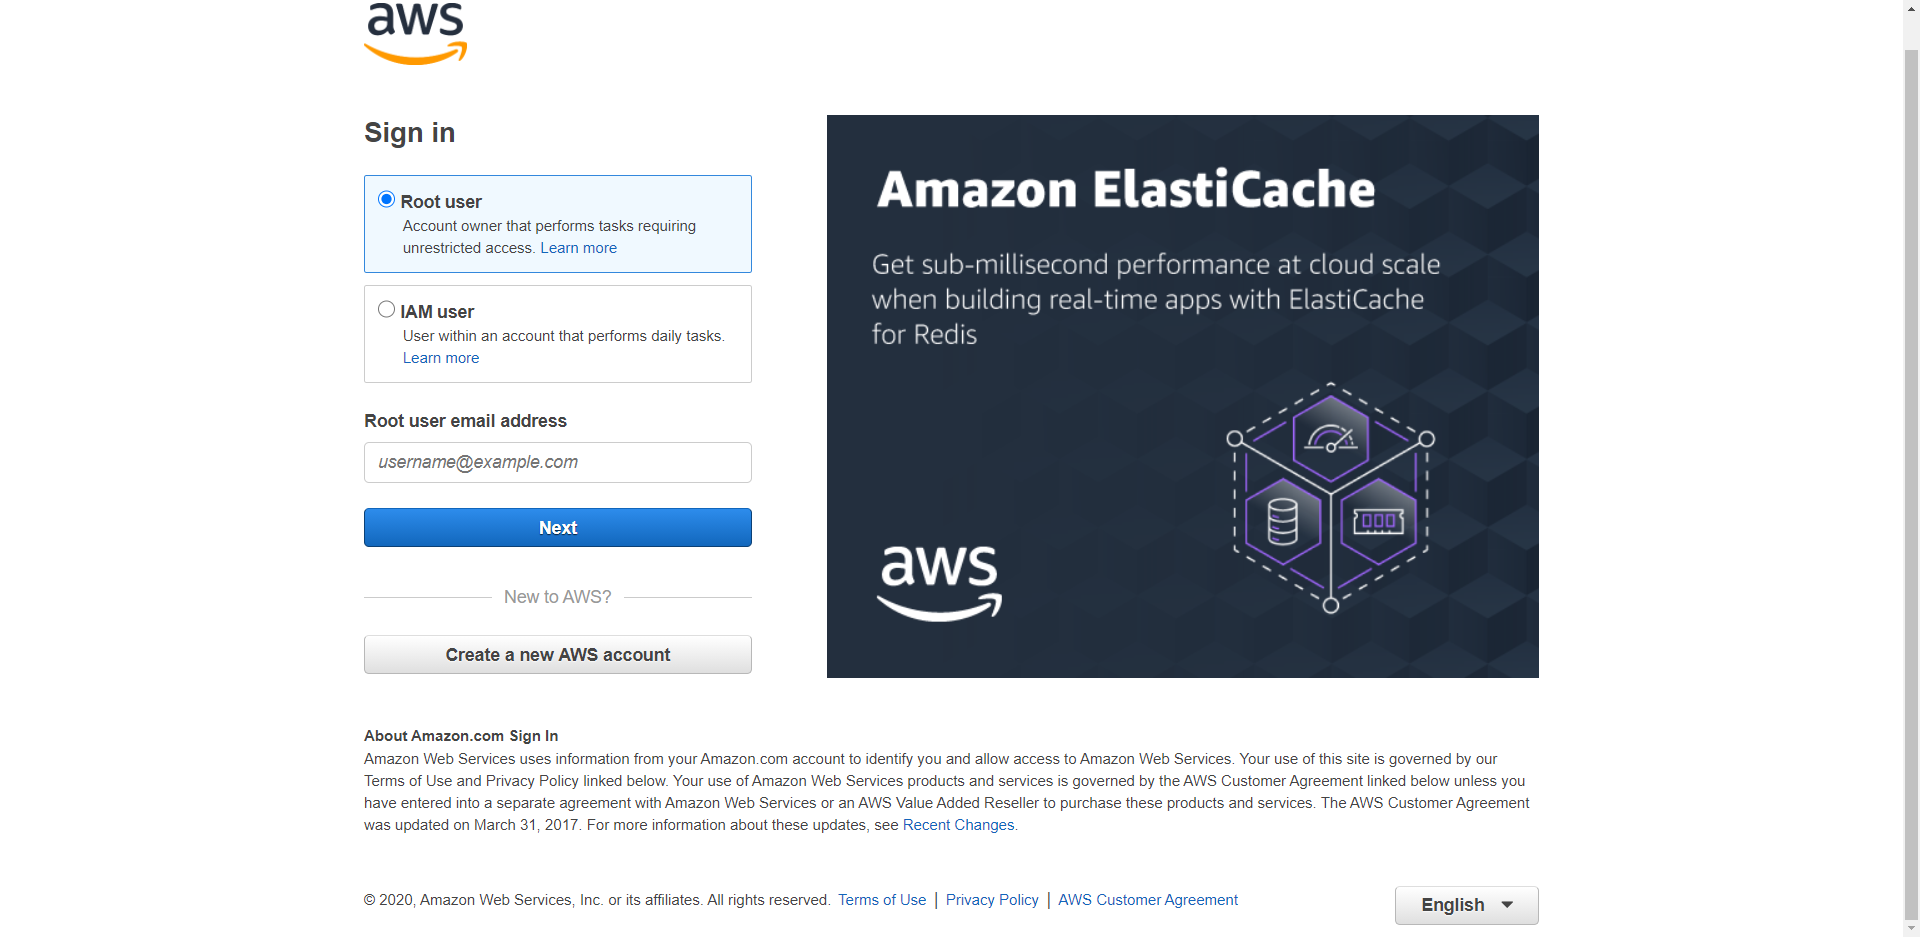 aws
Sign in
Root user
Account owner that performs tasks requiring
unrestricted access. Learn more
IAM user
User within an account that performs daily tasks.
Learn more
Root user email address
username@example.com
Next
New to AWS?
Create a new AWS account
Amazon ElastiCache
Get sub-millisecond performance at cloud scale
when building real-time apps with ElastiCache
for Redis
aws
About Amazon.com Sign In
Amazon Web Services uses information from your Amazon.com account to identify you and allow access to Amazon Web Services. Your use of this site is governed by our
Terms of Use and Privacy Policy linked below. Your use of Amazon Web Services products and services is governed by the AWS Customer Agreement linked below unless you
have entered into a separate agreement with Amazon Web Services or an AWS Value Added Reseller to purchase these products and services. The AWS Customer Agreement
was updated on March 31, 2017. For more information about these updates, see Recent Changes.
© 2020, Amazon Web Services, Inc. or its affiliates. All rights reserved. Terms of Use | Privacy Policy | AWS Customer Agreement
English